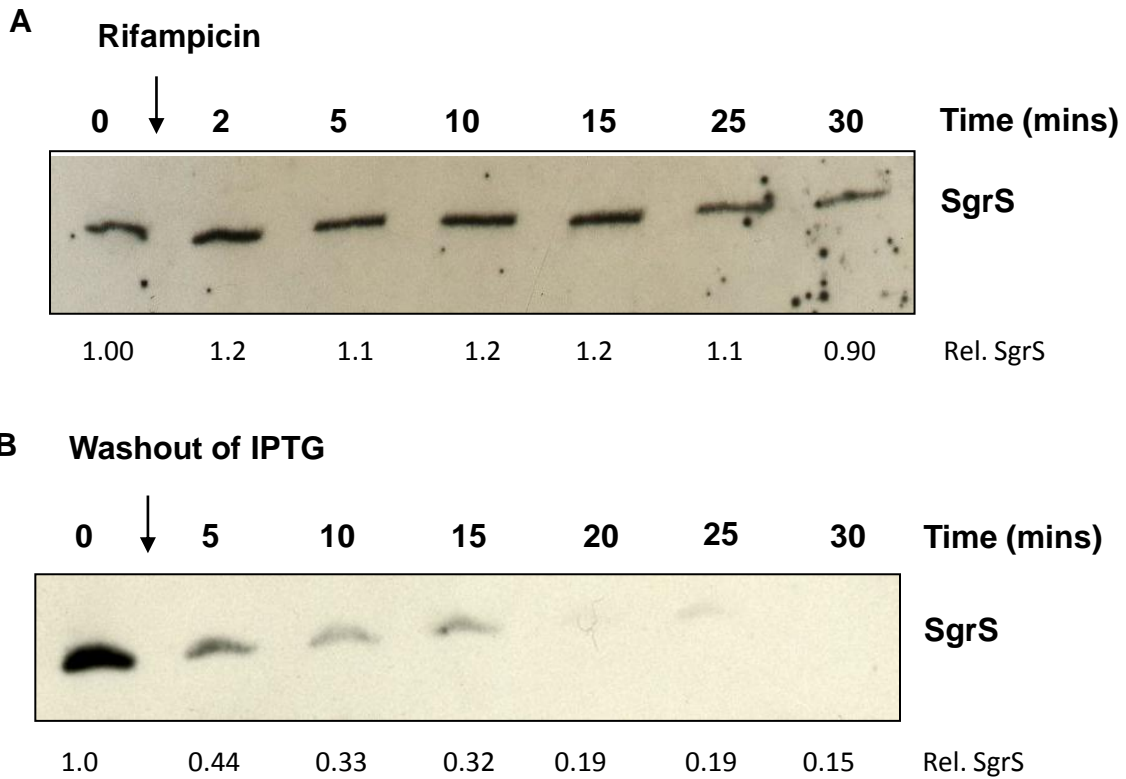 A
Rifampicin
0 2 5 10 15 25 30 Time (mins)
SgrS
1.00 1.2 1.1 1.2 1.2 1.1 0.90 Rel. SgrS
B Washout of IPTG
0 5 10 15 20 25 30 Time (mins)
SgrS
1.0 0.44 0.33 0.32 0.19 0.19 0.15 Rel. SgrS